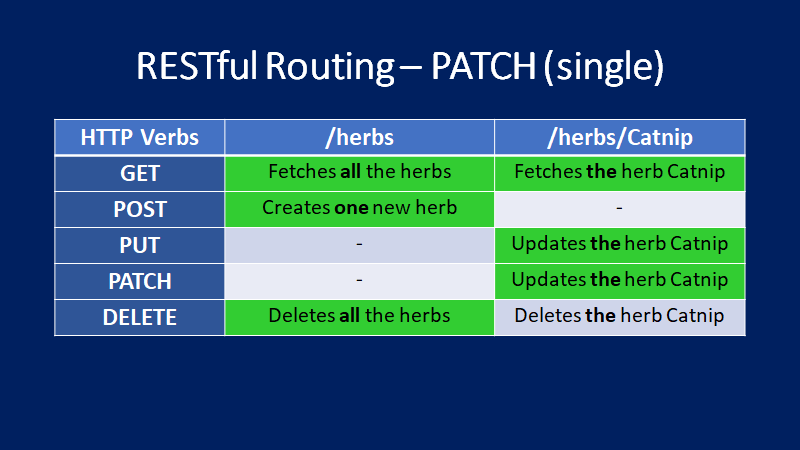 RESTful Routing – PATCH (single)
HTTP Verbs /herbs /herbs/Catnip
GET Fetches all the herbs Fetches the herb Catnip
POST Creates one new herb -
PUT - Updates the herb Catnip
PATCH - Updates the herb Catnip
DELETE Deletes all the herbs Deletes the herb Catnip